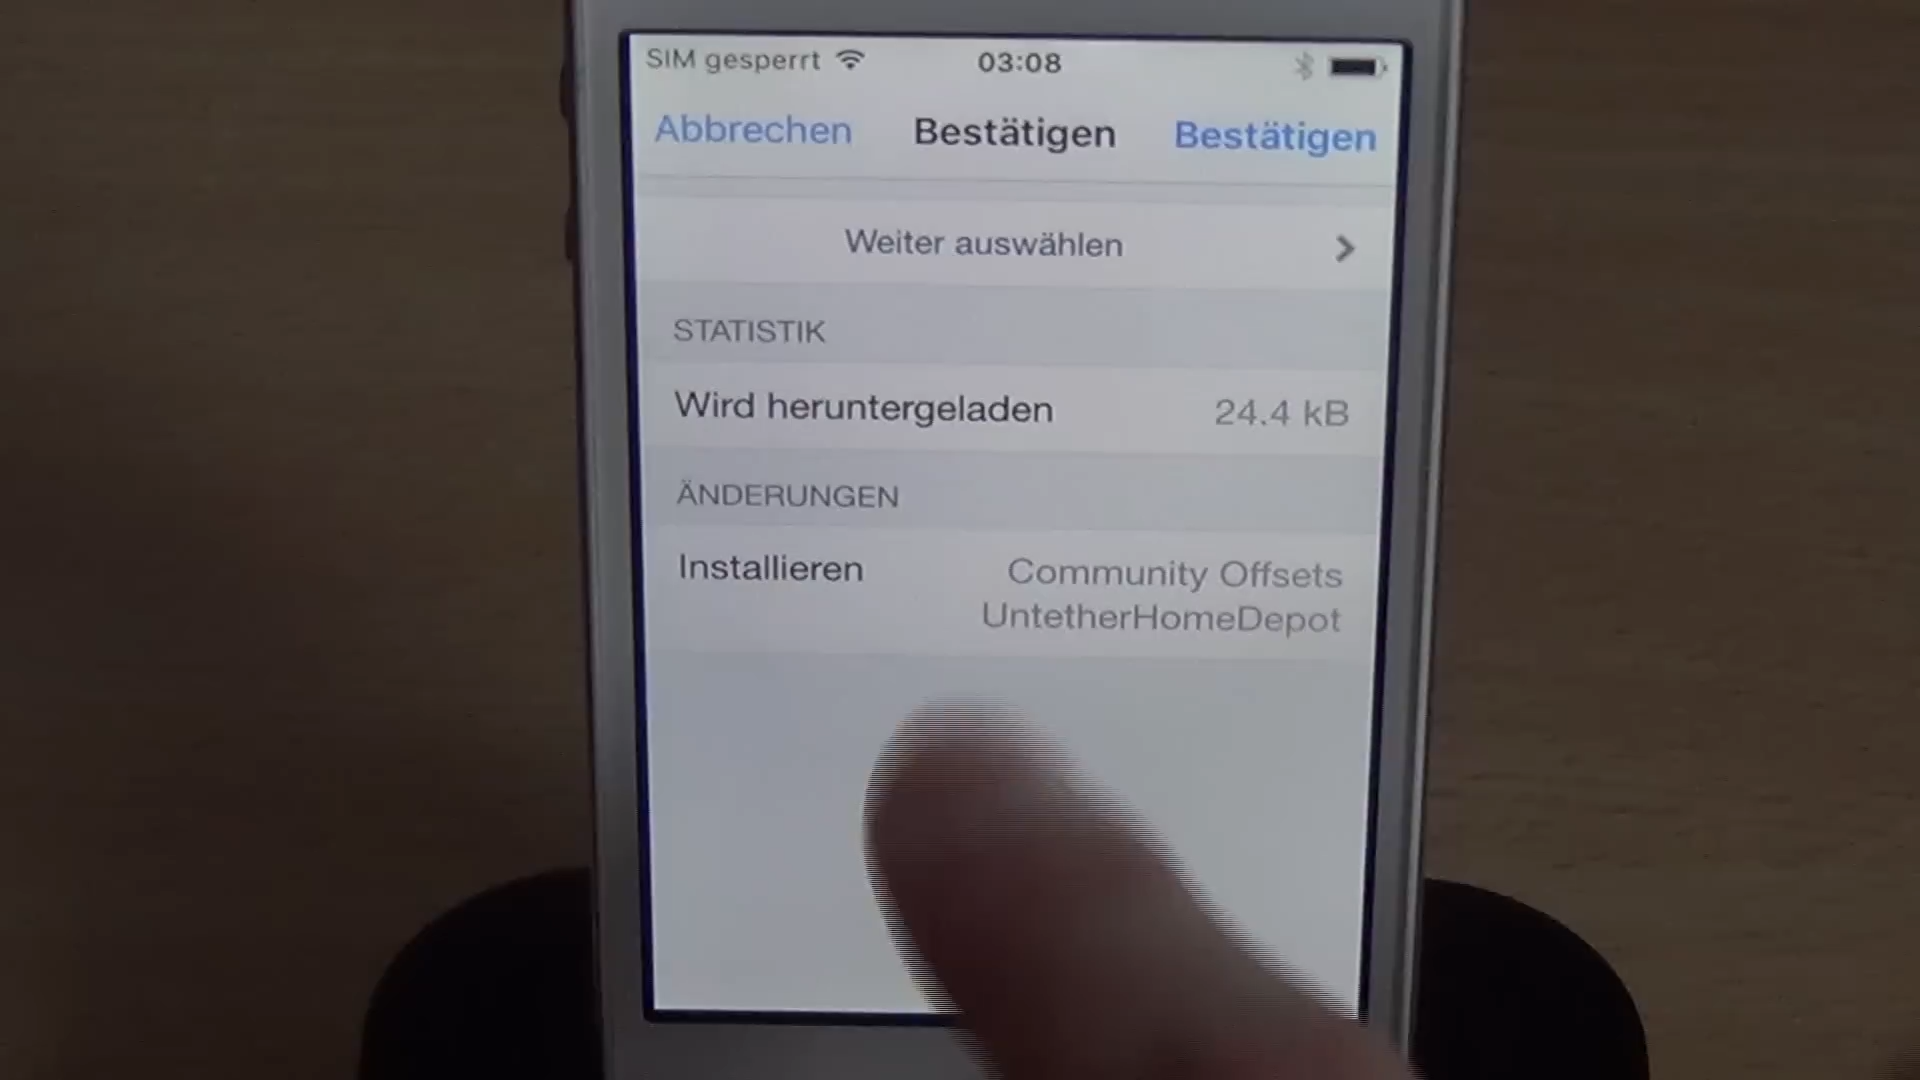 SIM gesperrt 03:08
Abbrechen Bestätigen Bestätigen
Weiter auswählen
STATISTIK
Wird heruntergeladen 24.4 kB
ÄNDERUNGEN
Installieren Community Offsets
UntetherHomeDepot